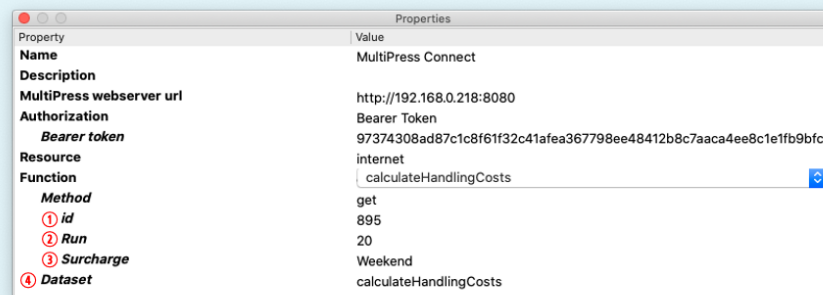 Properties
Property Value
Name MultiPress Connect
Description
MultiPress webserver url http://192.168.0.218:8080
Authorization Bearer Token
Bearer token 97374308ad87c1c8f61f32c41afea367798ee48412b8c7aaca4ee8c1e1fb9bfc
Resource internet
Function calculateHandlingCosts
Method get
① id 895
② Run 20
③ Surcharge Weekend
④ Dataset calculateHandlingCosts